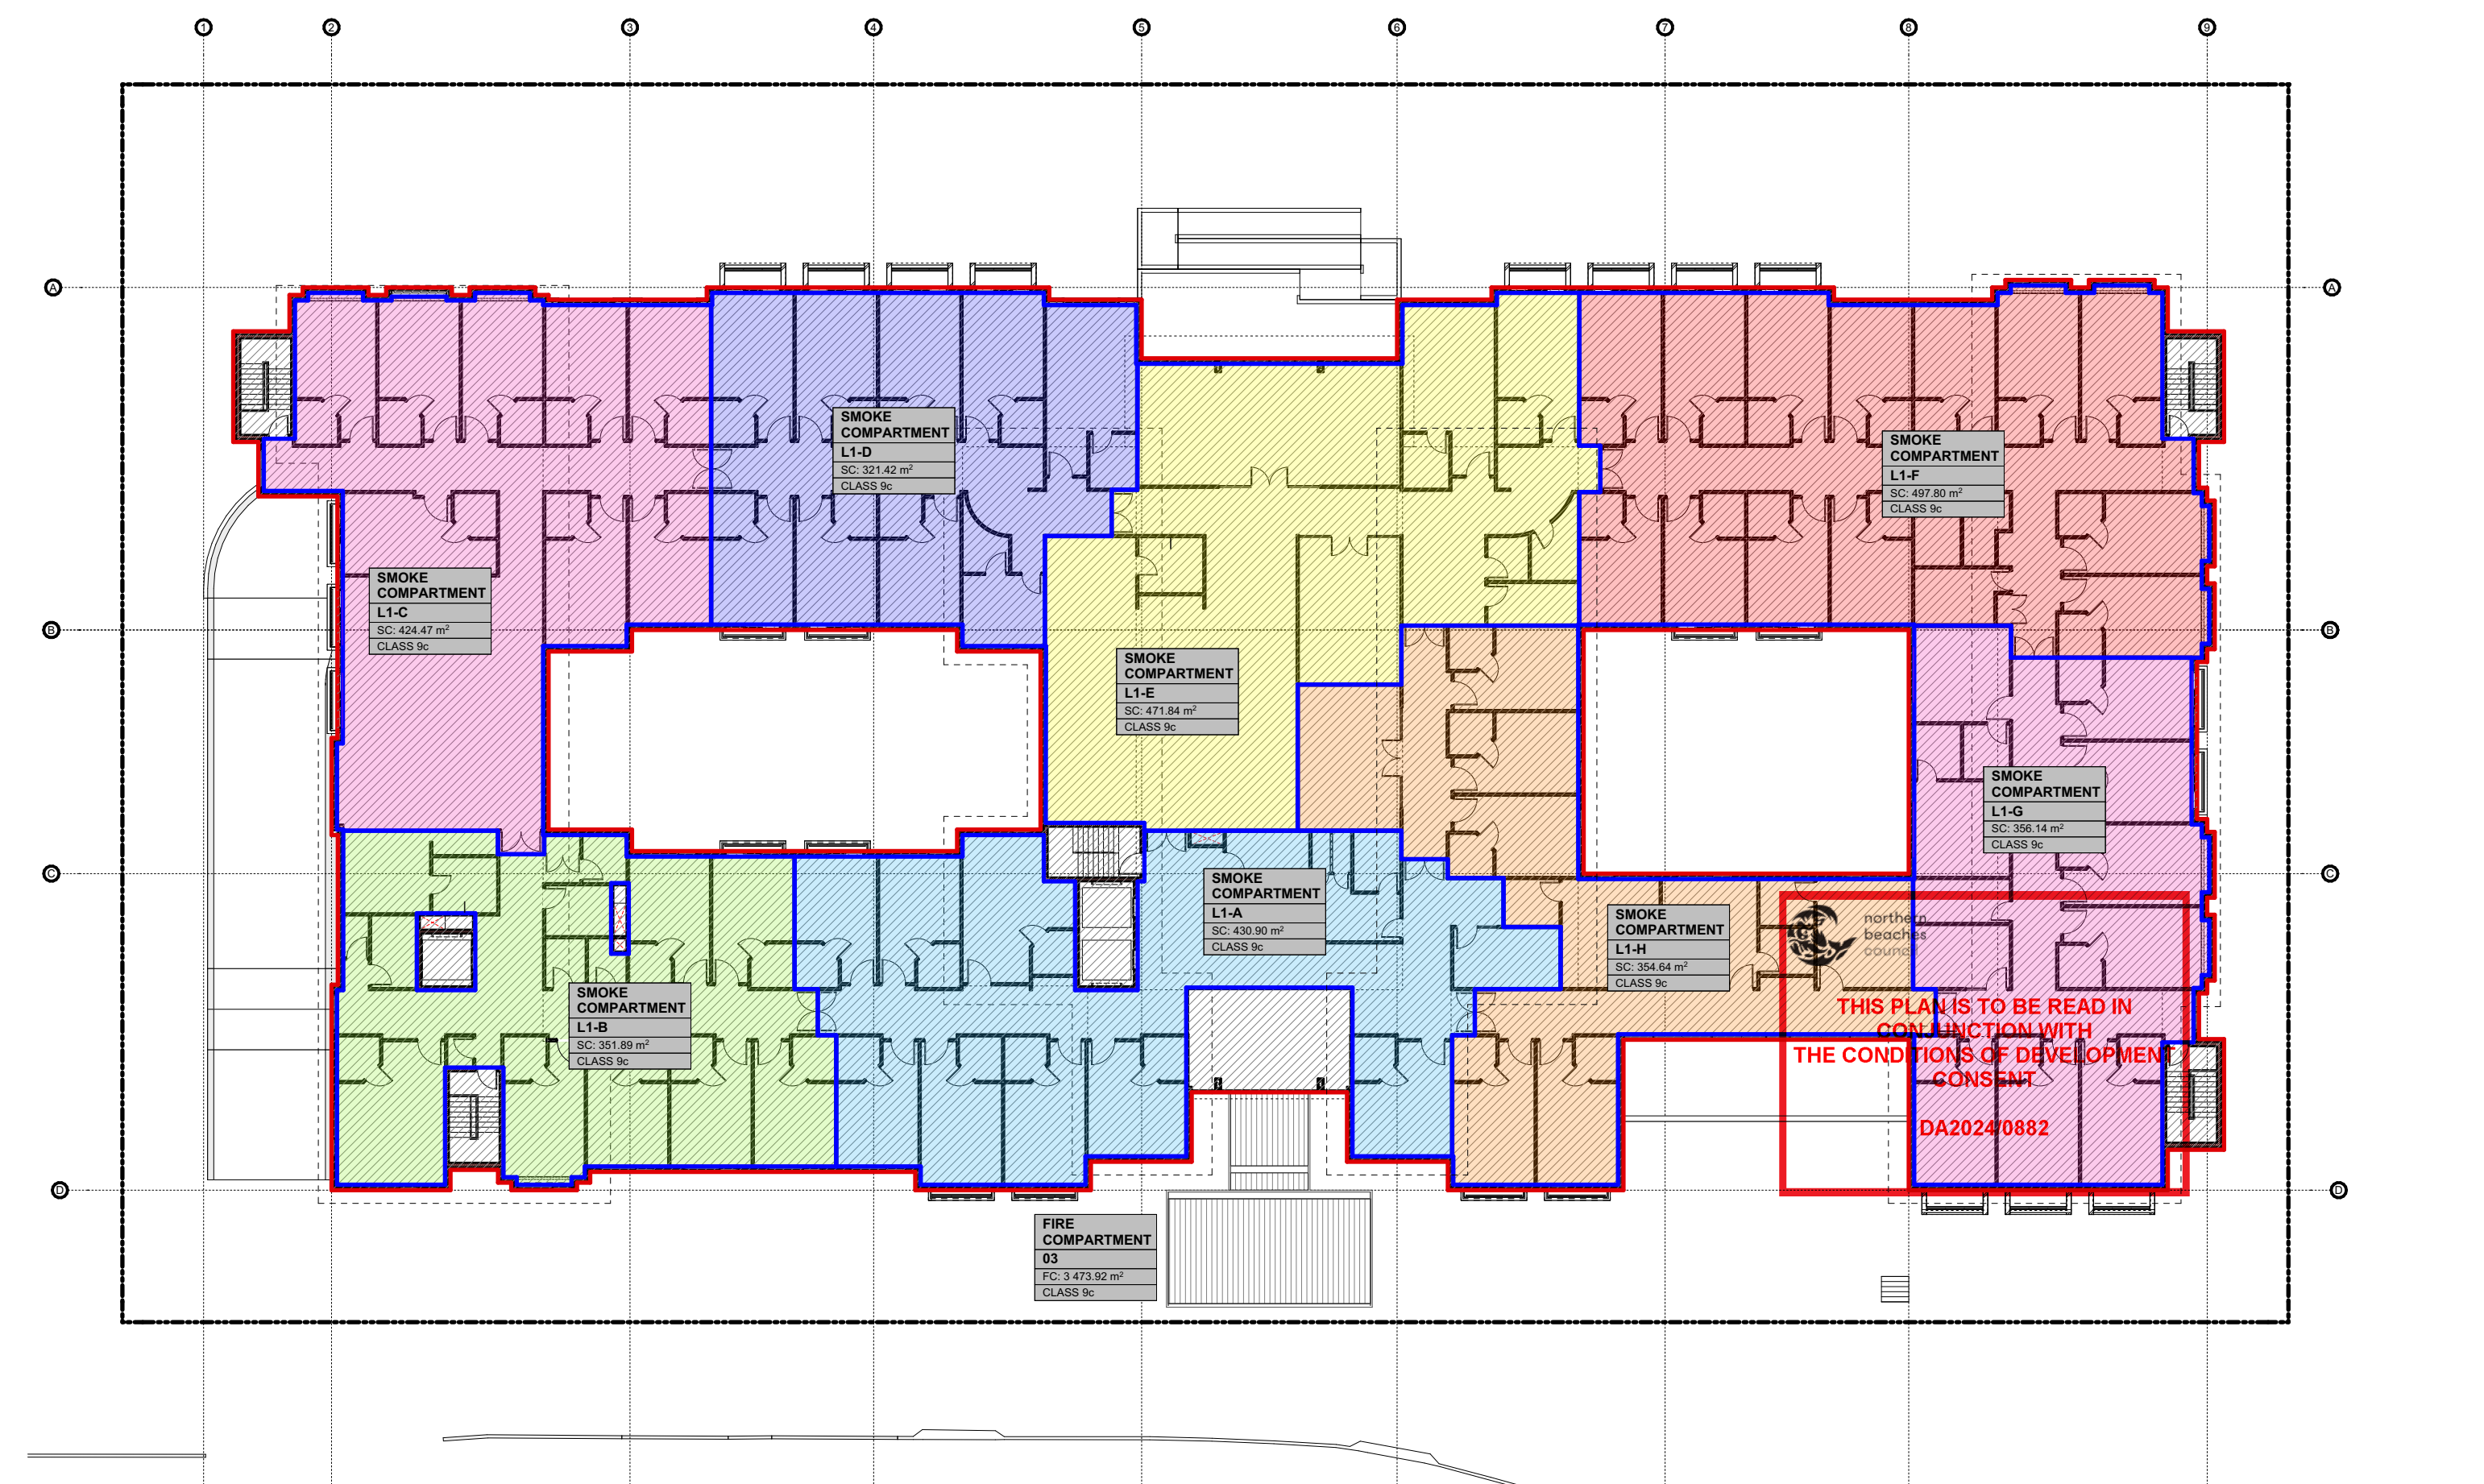 1
2
3
4
5
6
7
8
9
A
A
SMOKE
COMPARTMENT
L1-D
SC: 321.42 m²
CLASS 9c
SMOKE
COMPARTMENT
L1-F
SC: 497.80 m²
CLASS 9c
SMOKE
COMPARTMENT
L1-C
SC: 424.47 m²
CLASS 9c
B
B
SMOKE
COMPARTMENT
L1-E
SC: 471.84 m²
CLASS 9c
SMOKE
COMPARTMENT
L1-G
SC: 356.14 m²
CLASS 9c
C
C
SMOKE
COMPARTMENT
L1-A
SC: 430.90 m²
CLASS 9c
SMOKE
COMPARTMENT
L1-H
SC: 354.64 m²
CLASS 9c
northern
beaches
council
SMOKE
COMPARTMENT
L1-B
SC: 351.89 m²
CLASS 9c
THIS PLAN IS TO BE READ IN
CONJUNCTION WITH
THE CONDITIONS OF DEVELOPMENT
CONSENT
DA2024/0882
D
D
FIRE
COMPARTMENT
03
FC: 3 473.92 m²
CLASS 9c